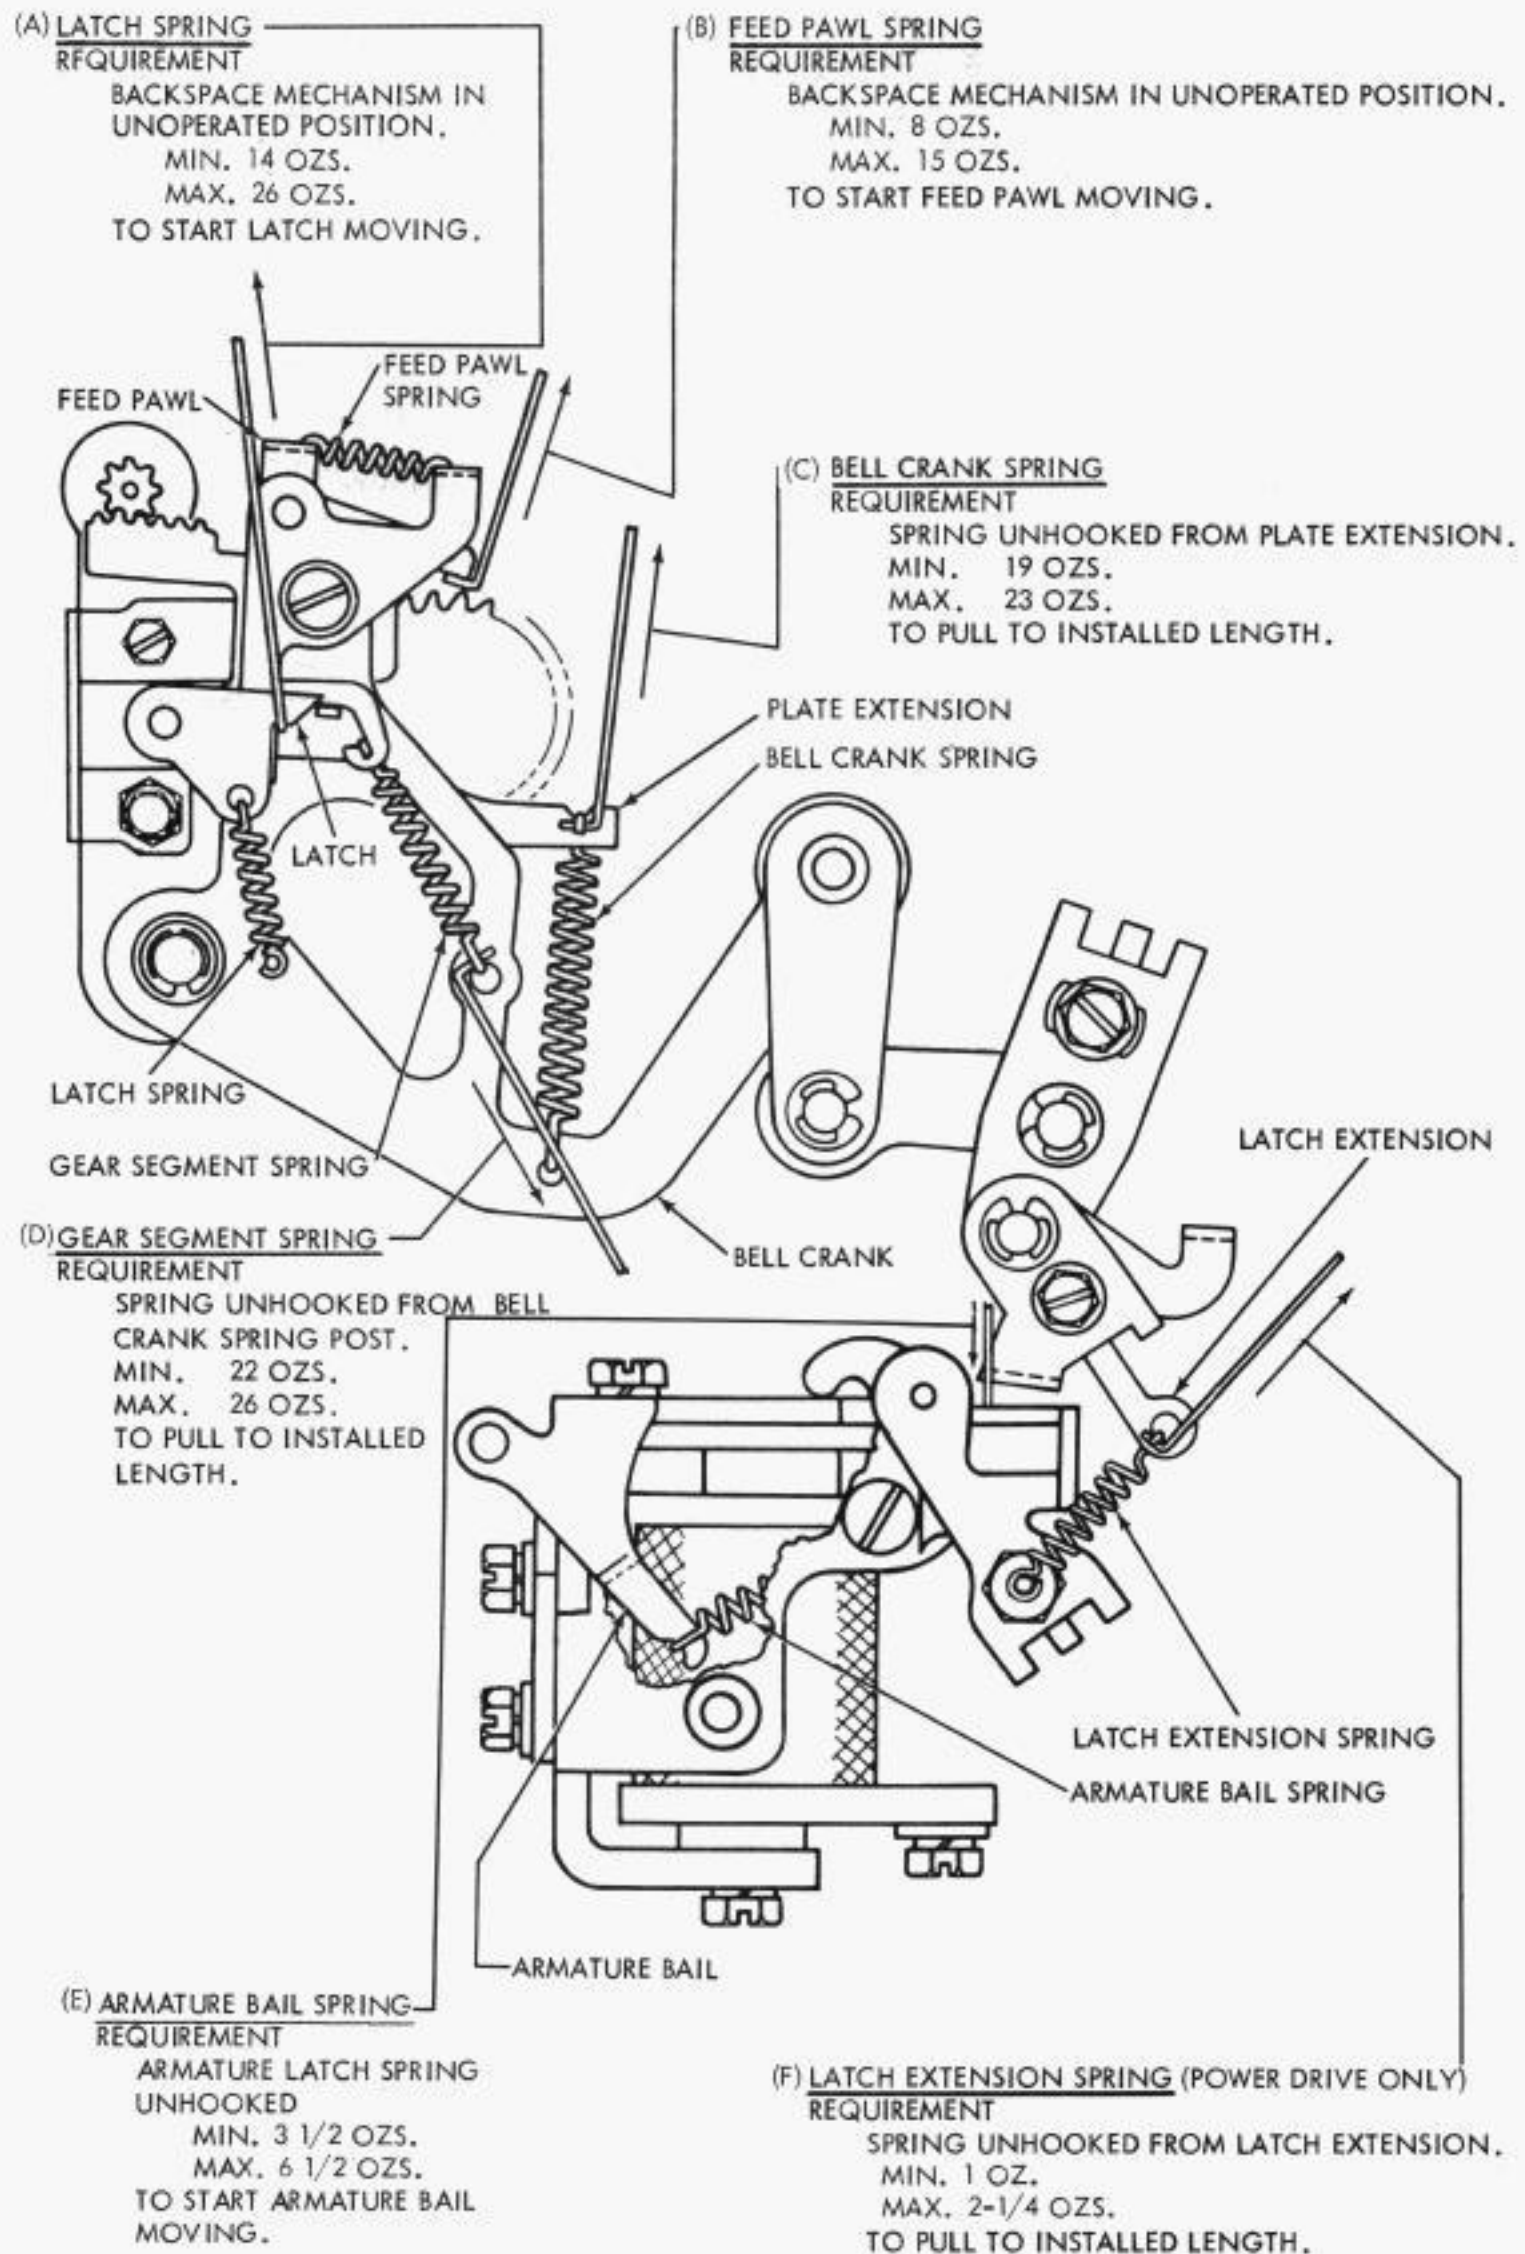 (A) LATCH SPRING
RFQUIREMENT
BACKSPACE MECHANISM IN
UNOPERATED POSITION.
MIN. 14 OZS.
MAX. 26 OZS.
TO START LATCH MOVING.
(B) FEED PAWL SPRING
REQUIREMENT
BACKSPACE MECHANISM IN UNOPERATED POSITION.
MIN. 8 OZS.
MAX. 15 OZS.
TO START FEED PAWL MOVING.
FEED PAWL
SPRING
FEED PAWL
(C) BELL CRANK SPRING
REQUIREMENT
SPRING UNHOOKED FROM PLATE EXTENSION.
MIN. 19 OZS.
MAX. 23 OZS.
TO PULL TO INSTALLED LENGTH.
PLATE EXTENSION
BELL CRANK SPRING
LATCH
LATCH SPRING
GEAR SEGMENT SPRING
LATCH EXTENSION
(D) GEAR SEGMENT SPRING
REQUIREMENT
SPRING UNHOOKED FROM BELL
CRANK SPRING POST.
MIN. 22 OZS.
MAX. 26 OZS.
TO PULL TO INSTALLED
LENGTH.
BELL CRANK
LATCH EXTENSION SPRING
ARMATURE BAIL SPRING
ARMATURE BAIL
(E) ARMATURE BAIL SPRING
REQUIREMENT
ARMATURE LATCH SPRING
UNHOOKED
MIN. 3 1/2 OZS.
MAX. 6 1/2 OZS.
TO START ARMATURE BAIL
MOVING.
(F) LATCH EXTENSION SPRING (POWER DRIVE ONLY)
REQUIREMENT
SPRING UNHOOKED FROM LATCH EXTENSION.
MIN. 1 OZ.
MAX. 2-1/4 OZS.
TO PULL TO INSTALLED LENGTH.